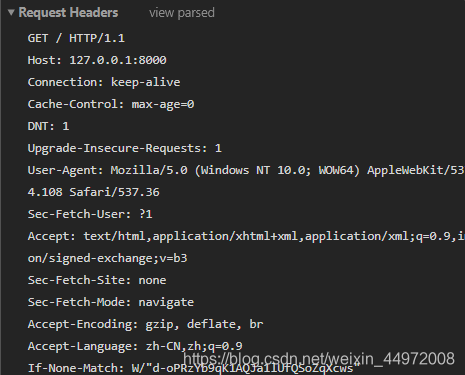 Request Headers view parsed
GET / HTTP/1.1
Host: 127.0.0.1:8000
Connection: keep-alive
Cache-Control: max-age=0
DNT: 1
Upgrade-Insecure-Requests: 1
User-Agent: Mozilla/5.0 (Windows NT 10.0; WOW64) AppleWebKit/53
4.108 Safari/537.36
Sec-Fetch-User: ?1
Accept: text/html,application/xhtml+xml,application/xml;q=0.9,i
on/signed-exchange;v=b3
Sec-Fetch-Site: none
Sec-Fetch-Mode: navigate
Accept-Encoding: gzip, deflate, br
Accept-Language: zh-CN,zh;q=0.9
https://blog.csdn.net/weixin_44972008
If-None-Match: